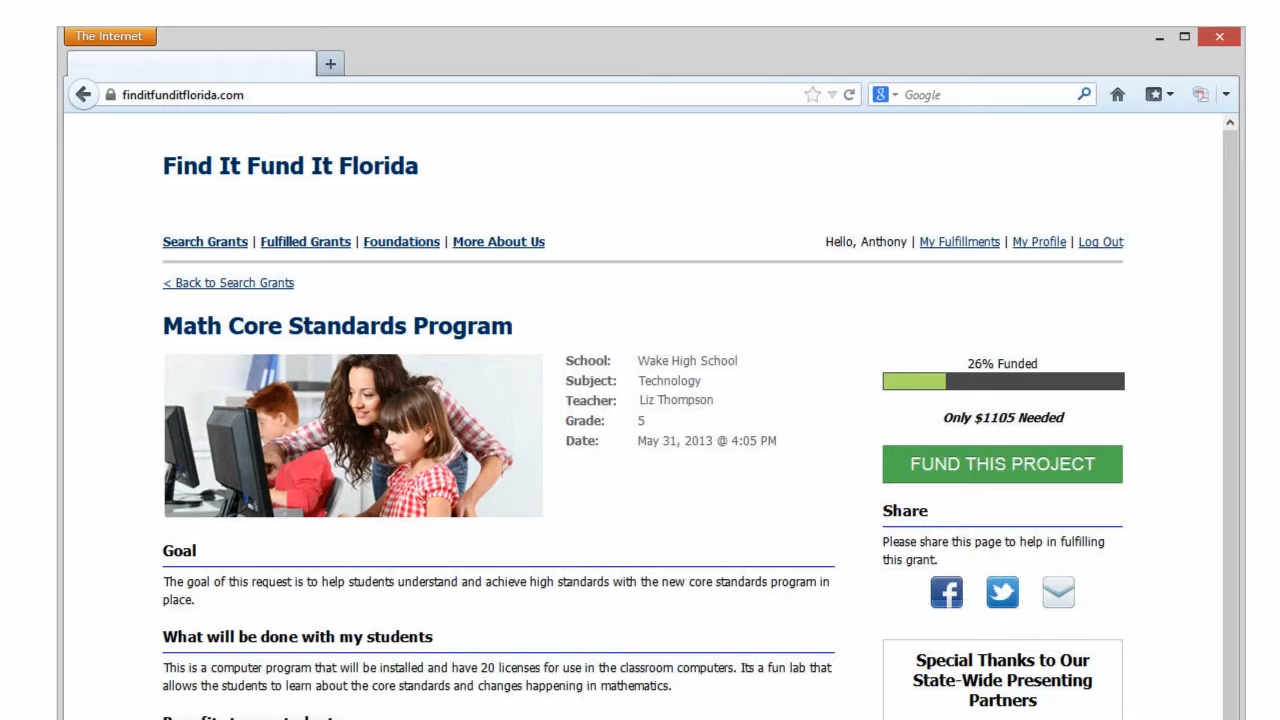 The Internet
+
finditfunditflorida.com
8
Google
Find It Fund It Florida
Search Grants | Fulfilled Grants | Foundations | More About Us
Hello, Anthony | My Fulfillments | My Profile | Log Out
< Back to Search Grants
Math Core Standards Program
School: Wake High School
Subject: Technology
Teacher: Liz Thompson
Grade: 5
Date: May 31, 2013 @ 4:05 PM
26% Funded
Only $1105 Needed
FUND THIS PROJECT
Share
Please share this page to help in fulfilling
this grant.
f
Goal
The goal of this request is to help students understand and achieve high standards with the new core standards program in
place.
What will be done with my students
This is a computer program that will be installed and have 20 licenses for use in the classroom computers. Its a fun lab that
allows the students to learn about the core standards and changes happening in mathematics.
Special Thanks to Our
State-Wide Presenting
Partners